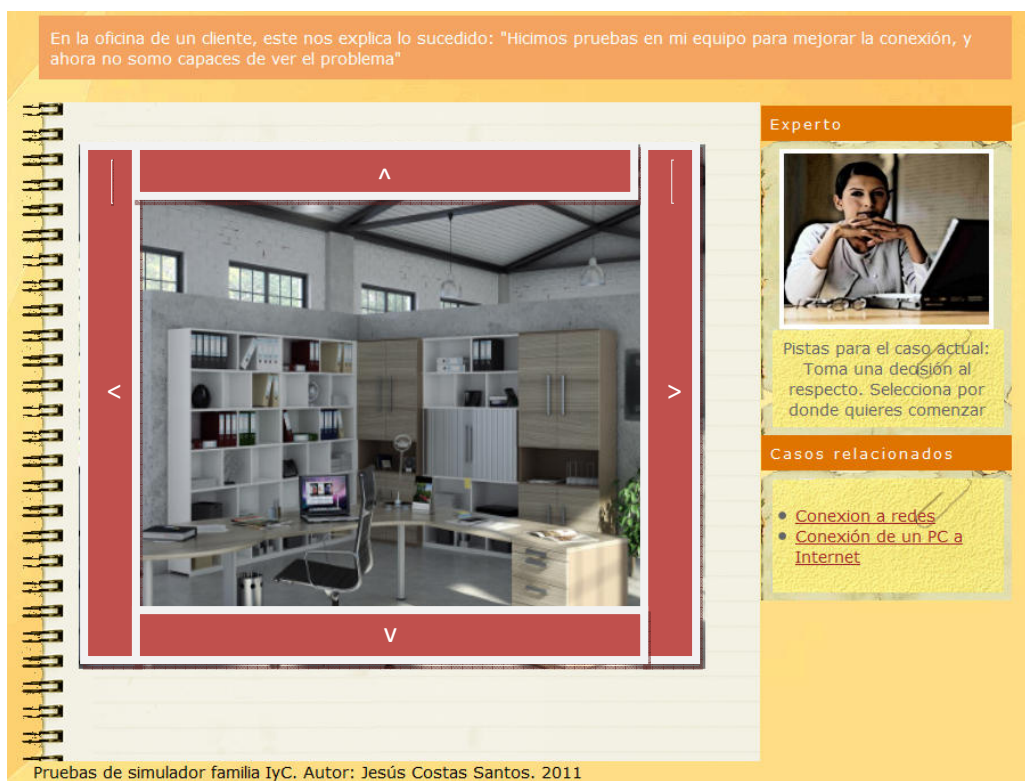 En la oficina de un cliente, este nos explica lo sucedido: "Hicimos pruebas en mi equipo para mejorar la conexión, y
ahora no somo capaces de ver el problema"
Experto
^
<
>
v
Pistas para el caso actual:
Toma una decisión al
respecto. Selecciona por
donde quieres comenzar
Casos relacionados
Conexion a redes
Conexión de un PC a
Internet
Pruebas de simulador familia IyC. Autor: Jesús Costas Santos. 2011